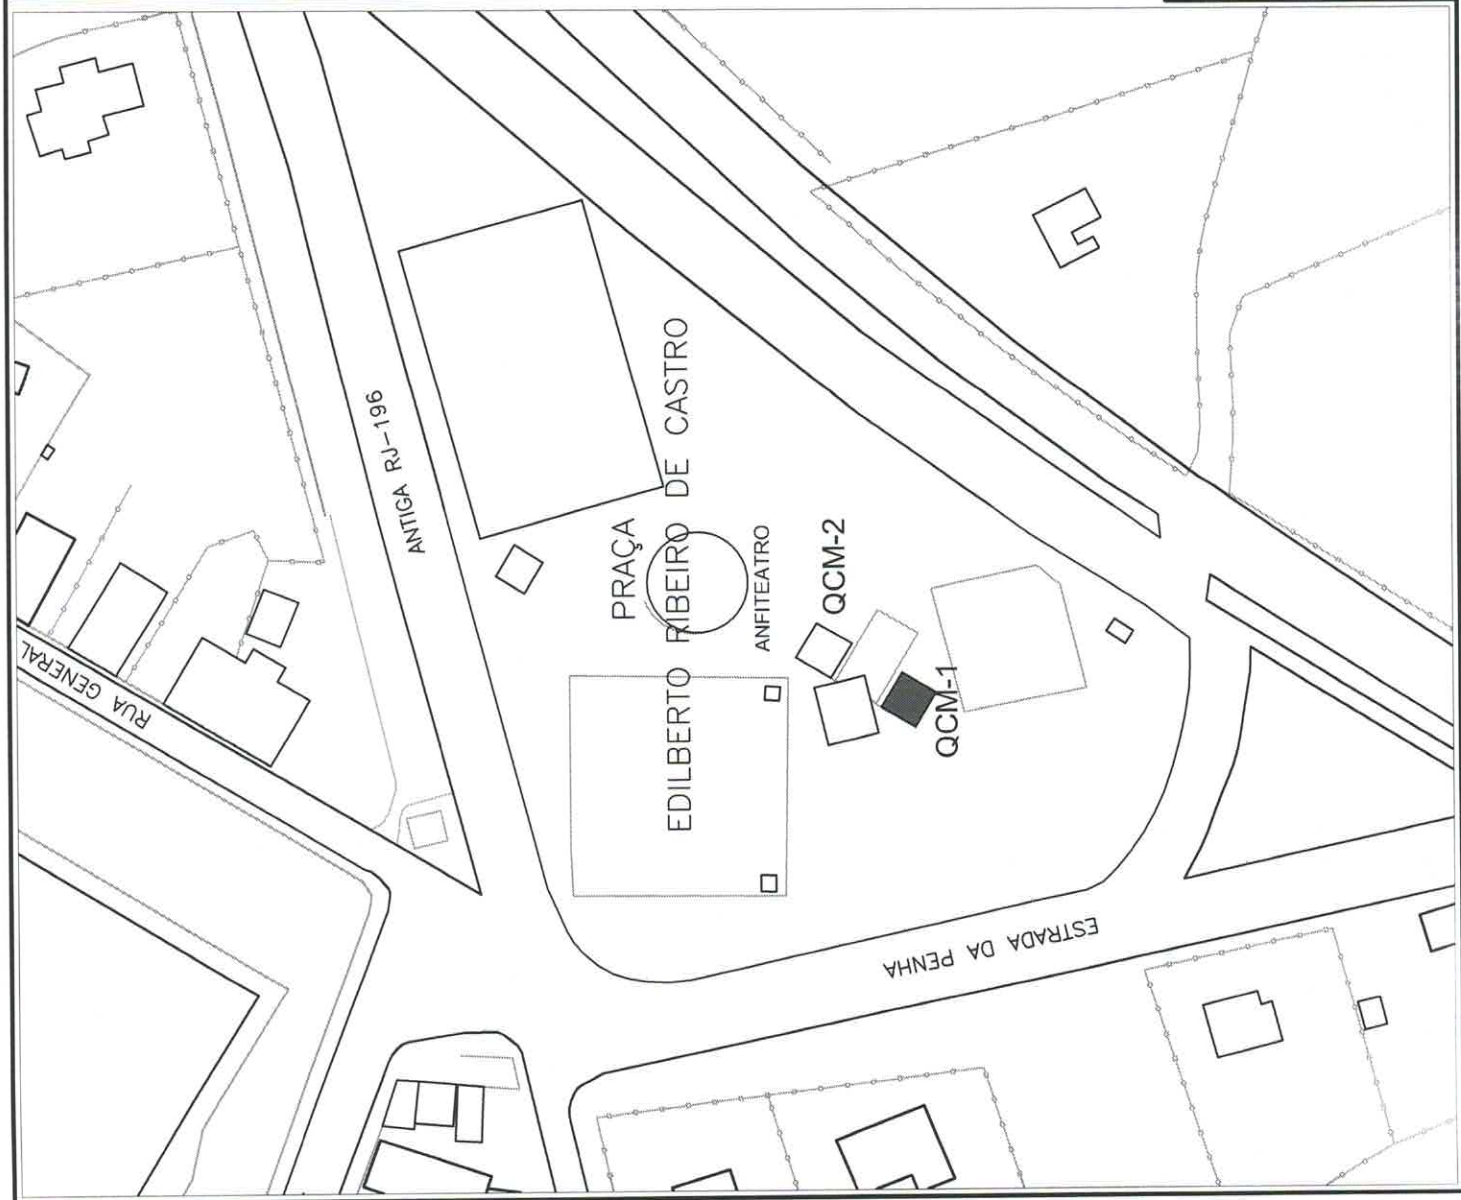 ANTIGA RJ-196
PRAÇA
EDILBERTO RIBEIRO DE CASTRO
ANFITEATRO
QCM-2
QCM-1
RUA GENERAL
ESTRADA DA PENHA